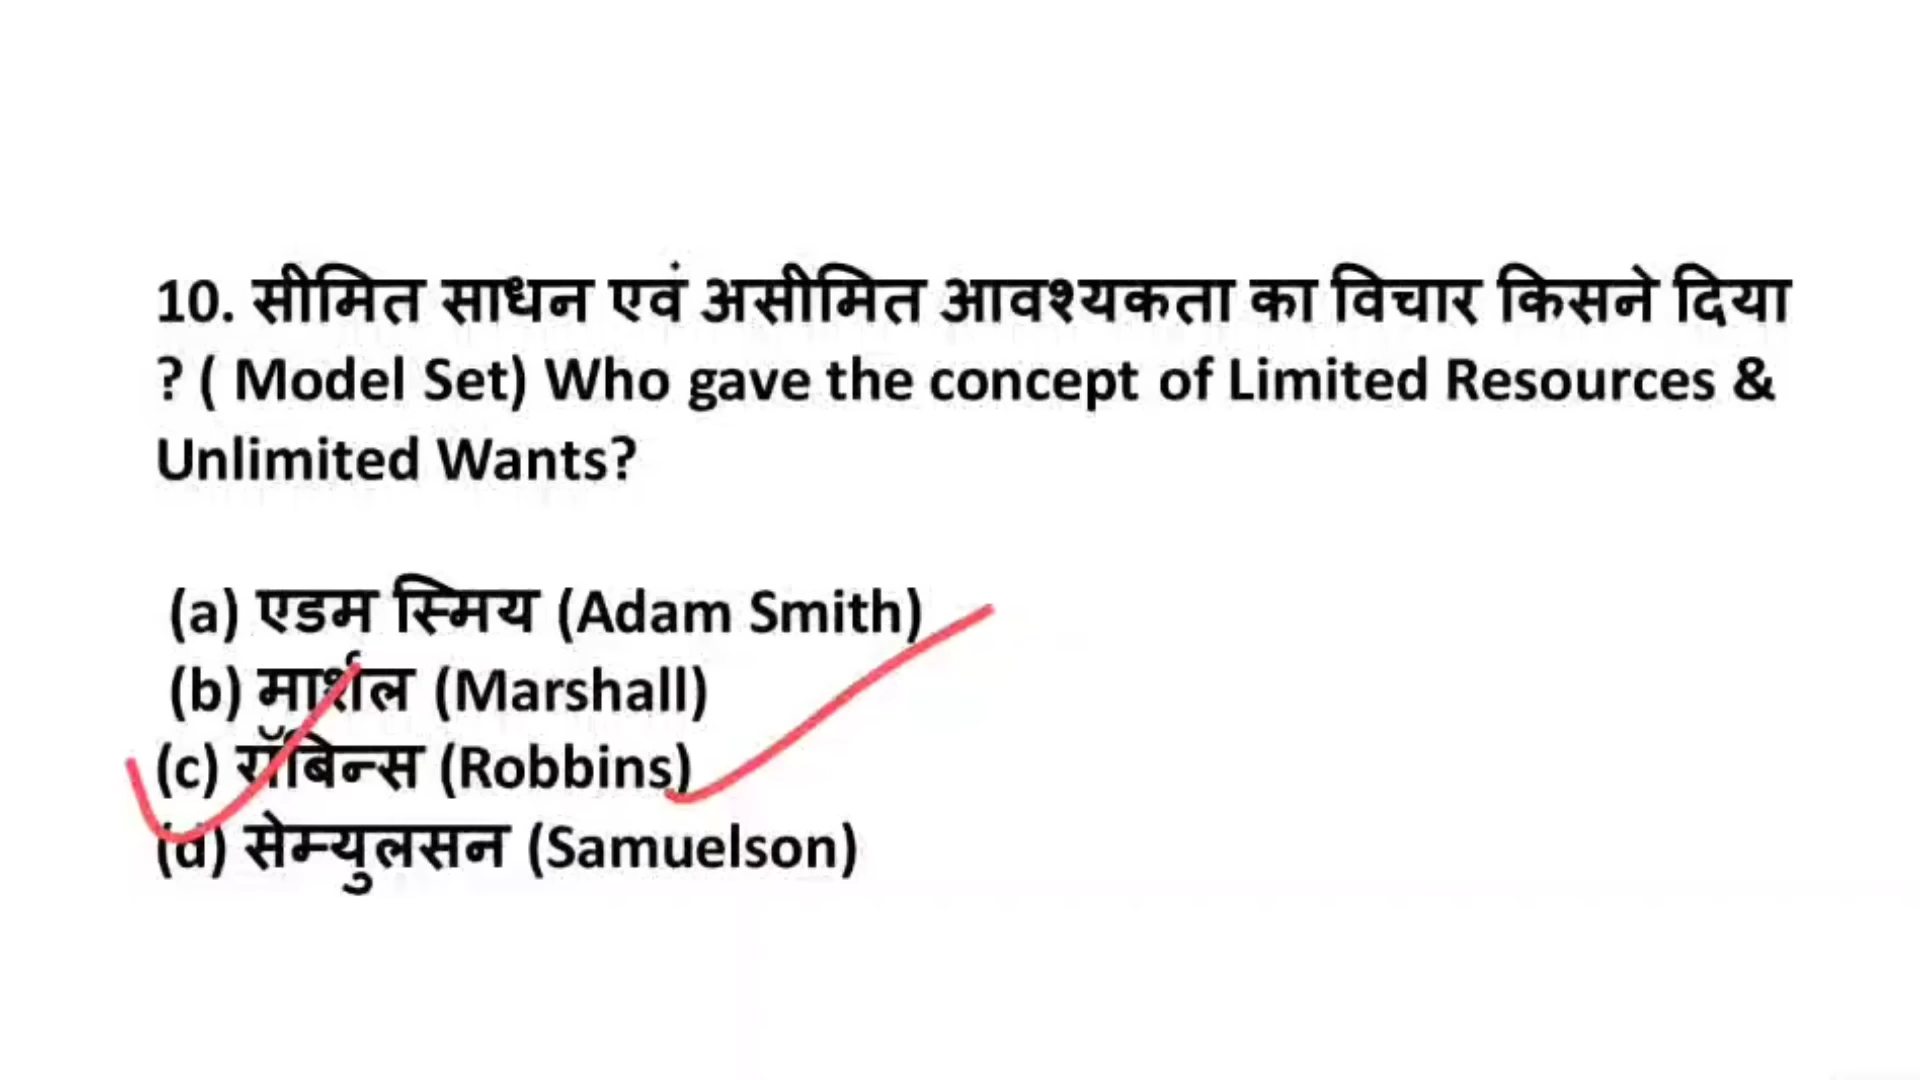 10. सीमित साधन एवं असीमित आवश्यकता का विचार किसने दिया
? ( Model Set) Who gave the concept of Limited Resources &
Unlimited Wants?
(a) एडम स्मिथ (Adam Smith)
(b) मार्शल (Marshall)
(c) रॉबिन्स (Robbins)
(d) सेम्युलसन (Samuelson)